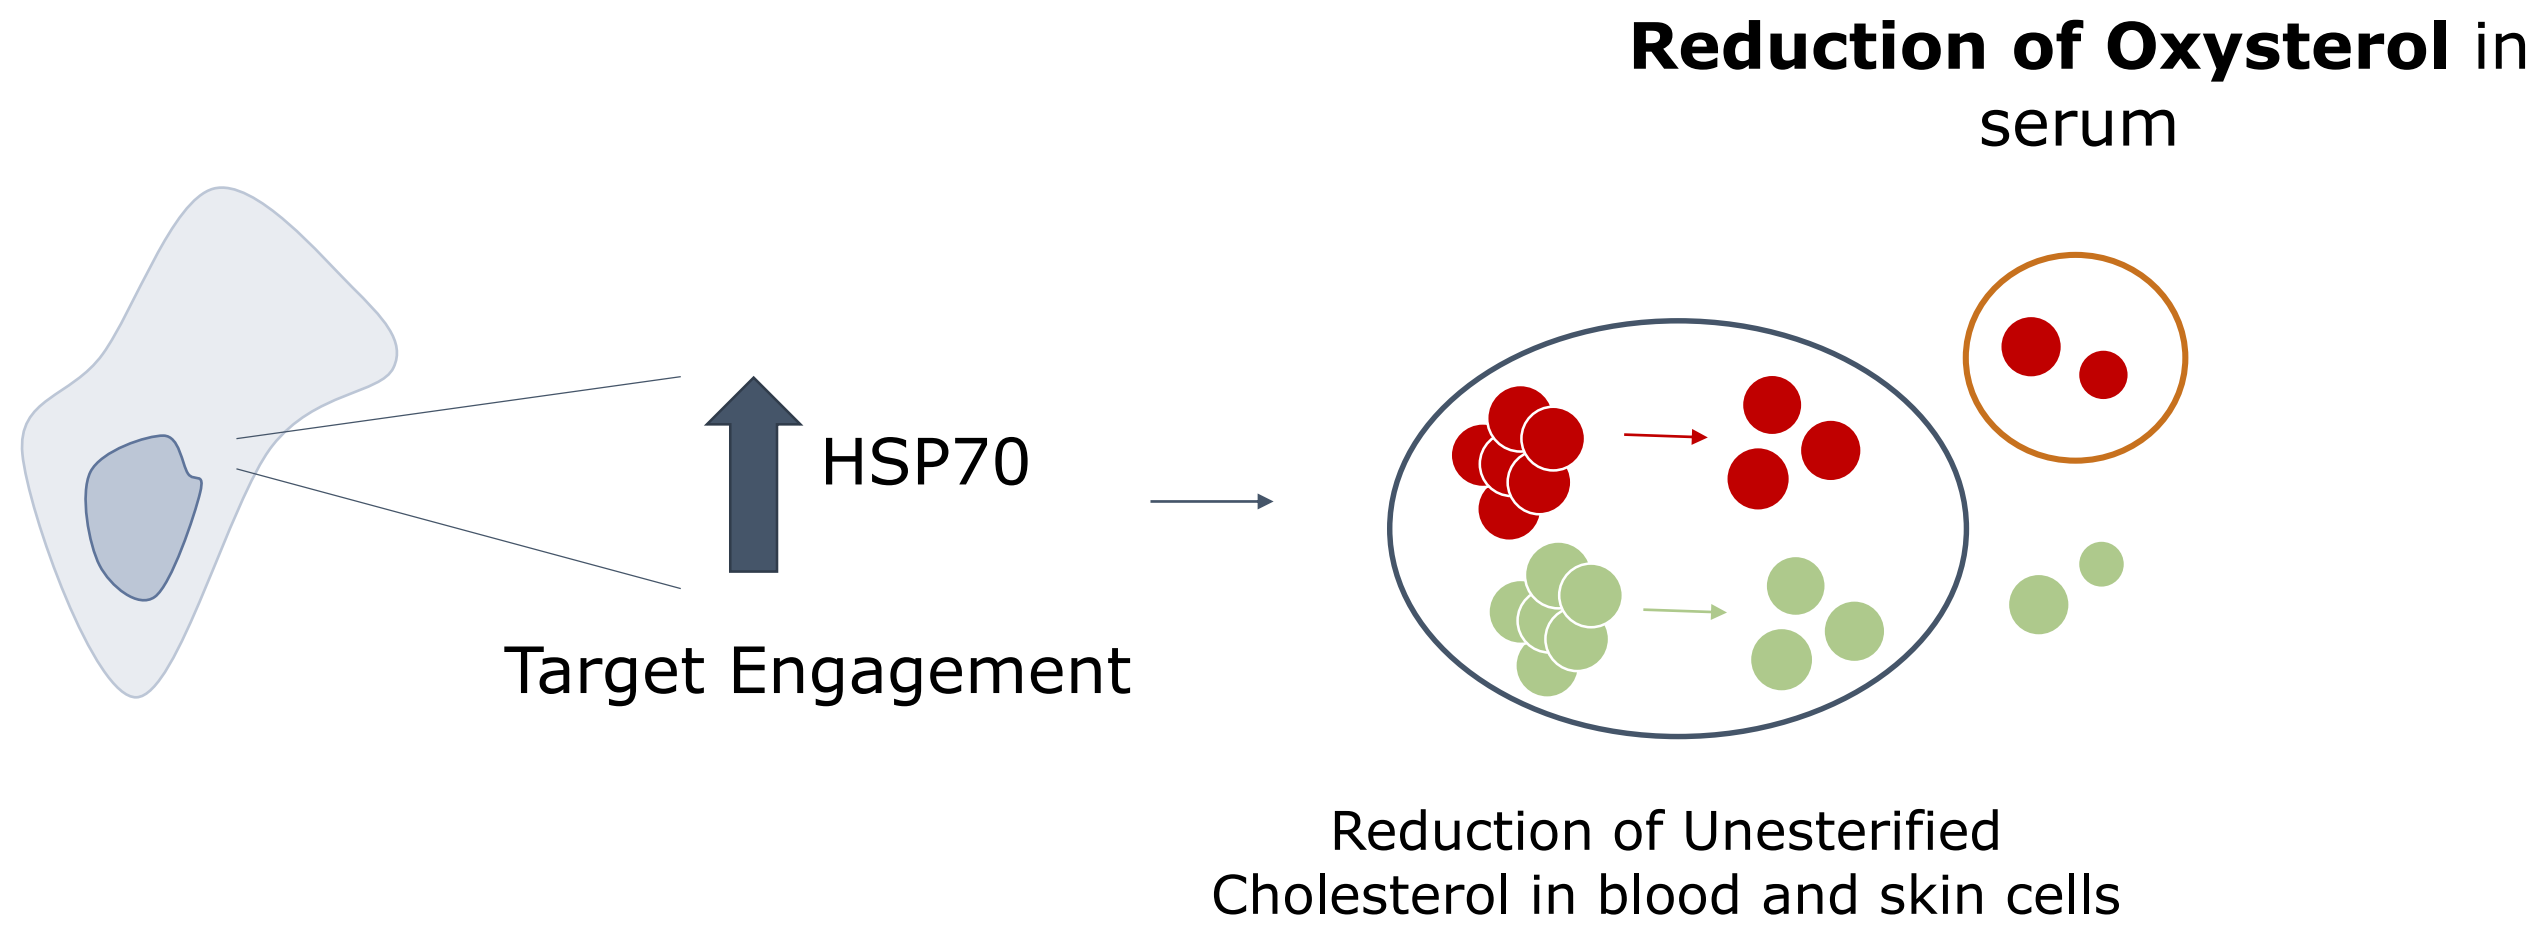 Reduction of Oxysterol in
serum
HSP70
Target Engagement
Reduction of Unesterified
Cholesterol in blood and skin cells